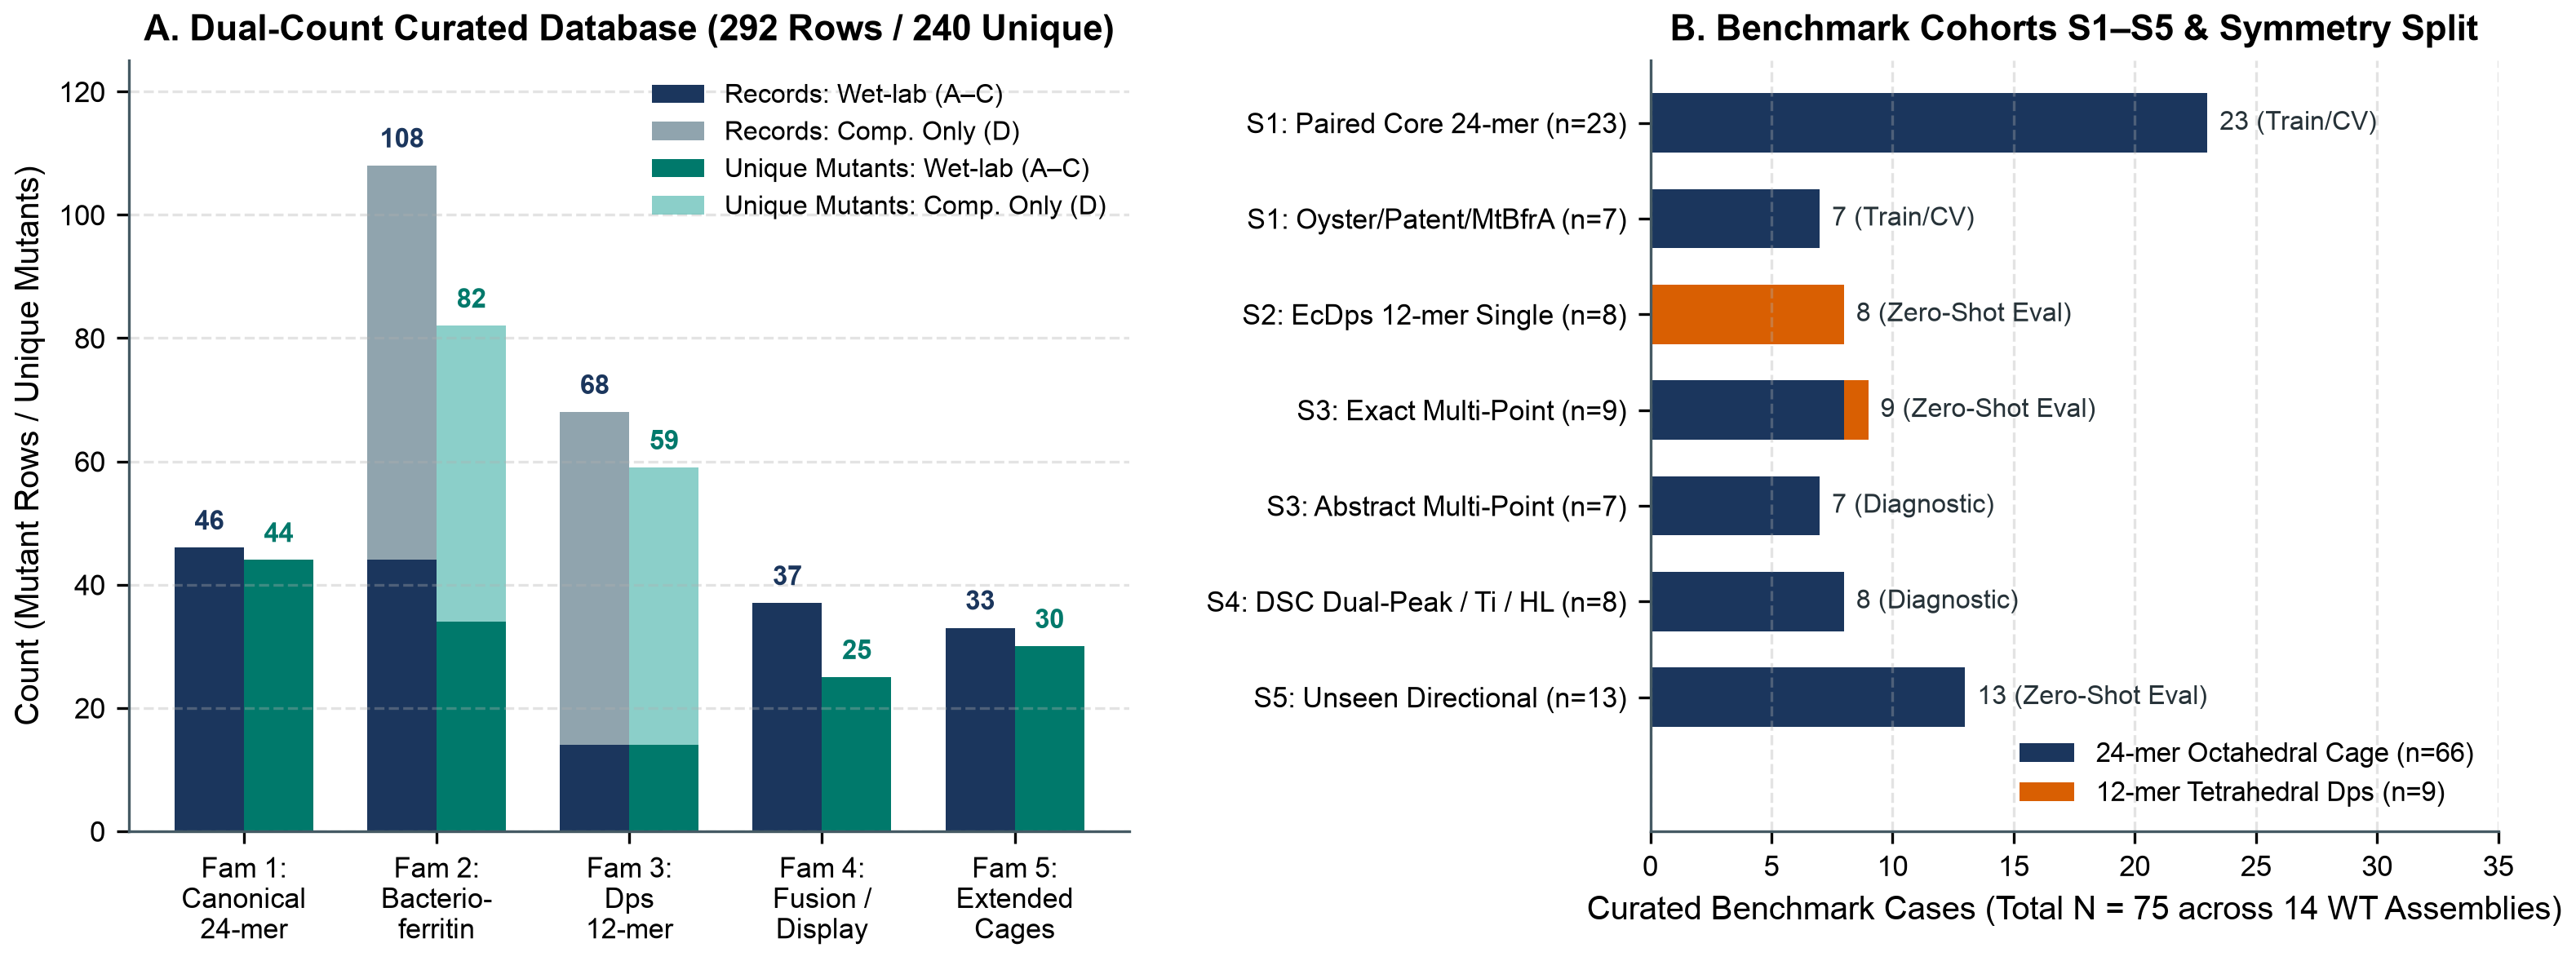 A. Dual-Count Curated Database (292 Rows / 240 Unique)
Count (Mutant Rows / Unique Mutants)
120
100
80
60
40
20
0
Records: Wet-lab (A–C)
Records: Comp. Only (D)
Unique Mutants: Wet-lab (A–C)
Unique Mutants: Comp. Only (D)
46
44
108
82
68
59
37
25
33
30
Fam 1:
Canonical
24-mer
Fam 2:
Bacterio-
ferritin
Fam 3:
Dps
12-mer
Fam 4:
Fusion /
Display
Fam 5:
Extended
Cages
B. Benchmark Cohorts S1–S5 & Symmetry Split
S1: Paired Core 24-mer (n=23)
23 (Train/CV)
S1: Oyster/Patent/MtBfrA (n=7)
7 (Train/CV)
S2: EcDps 12-mer Single (n=8)
8 (Zero-Shot Eval)
S3: Exact Multi-Point (n=9)
9 (Zero-Shot Eval)
S3: Abstract Multi-Point (n=7)
7 (Diagnostic)
S4: DSC Dual-Peak / Ti / HL (n=8)
8 (Diagnostic)
S5: Unseen Directional (n=13)
13 (Zero-Shot Eval)
24-mer Octahedral Cage (n=66)
12-mer Tetrahedral Dps (n=9)
0
5
10
15
20
25
30
35
Curated Benchmark Cases (Total N = 75 across 14 WT Assemblies)